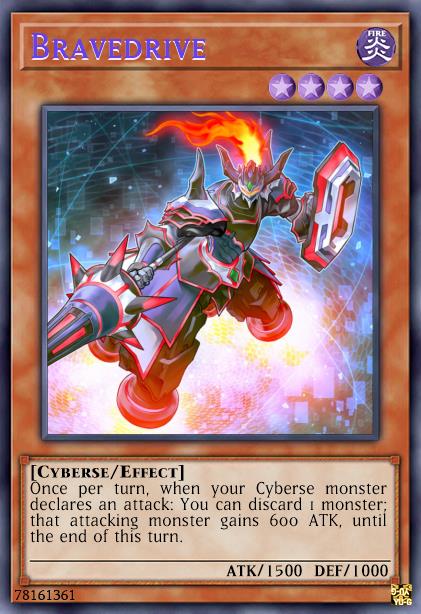 BRAVEDRIVE
FIRE
炎
[CYBERSE/EFFECT]
Once per turn, when your Cyberse monster
declares an attack: You can discard 1 monster;
that attacking monster gains 600 ATK, until
the end of this turn.
ATK/1500 DEF/1000
78161361